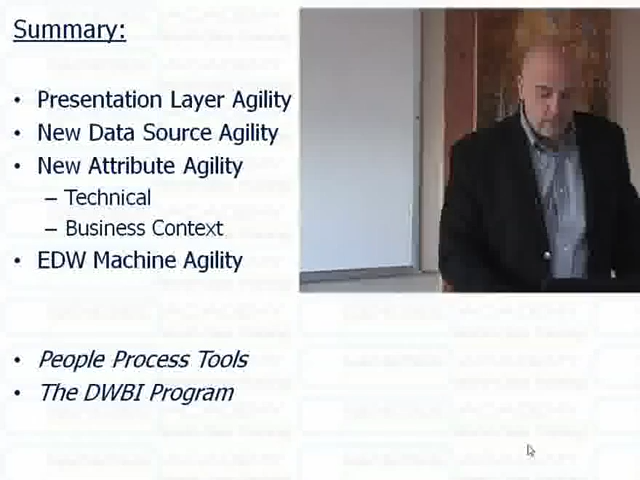 Summary:
• Presentation Layer Agility
• New Data Source Agility
• New Attribute Agility
– Technical
– Business Context
• EDW Machine Agility
• People Process Tools
• The DWBI Program